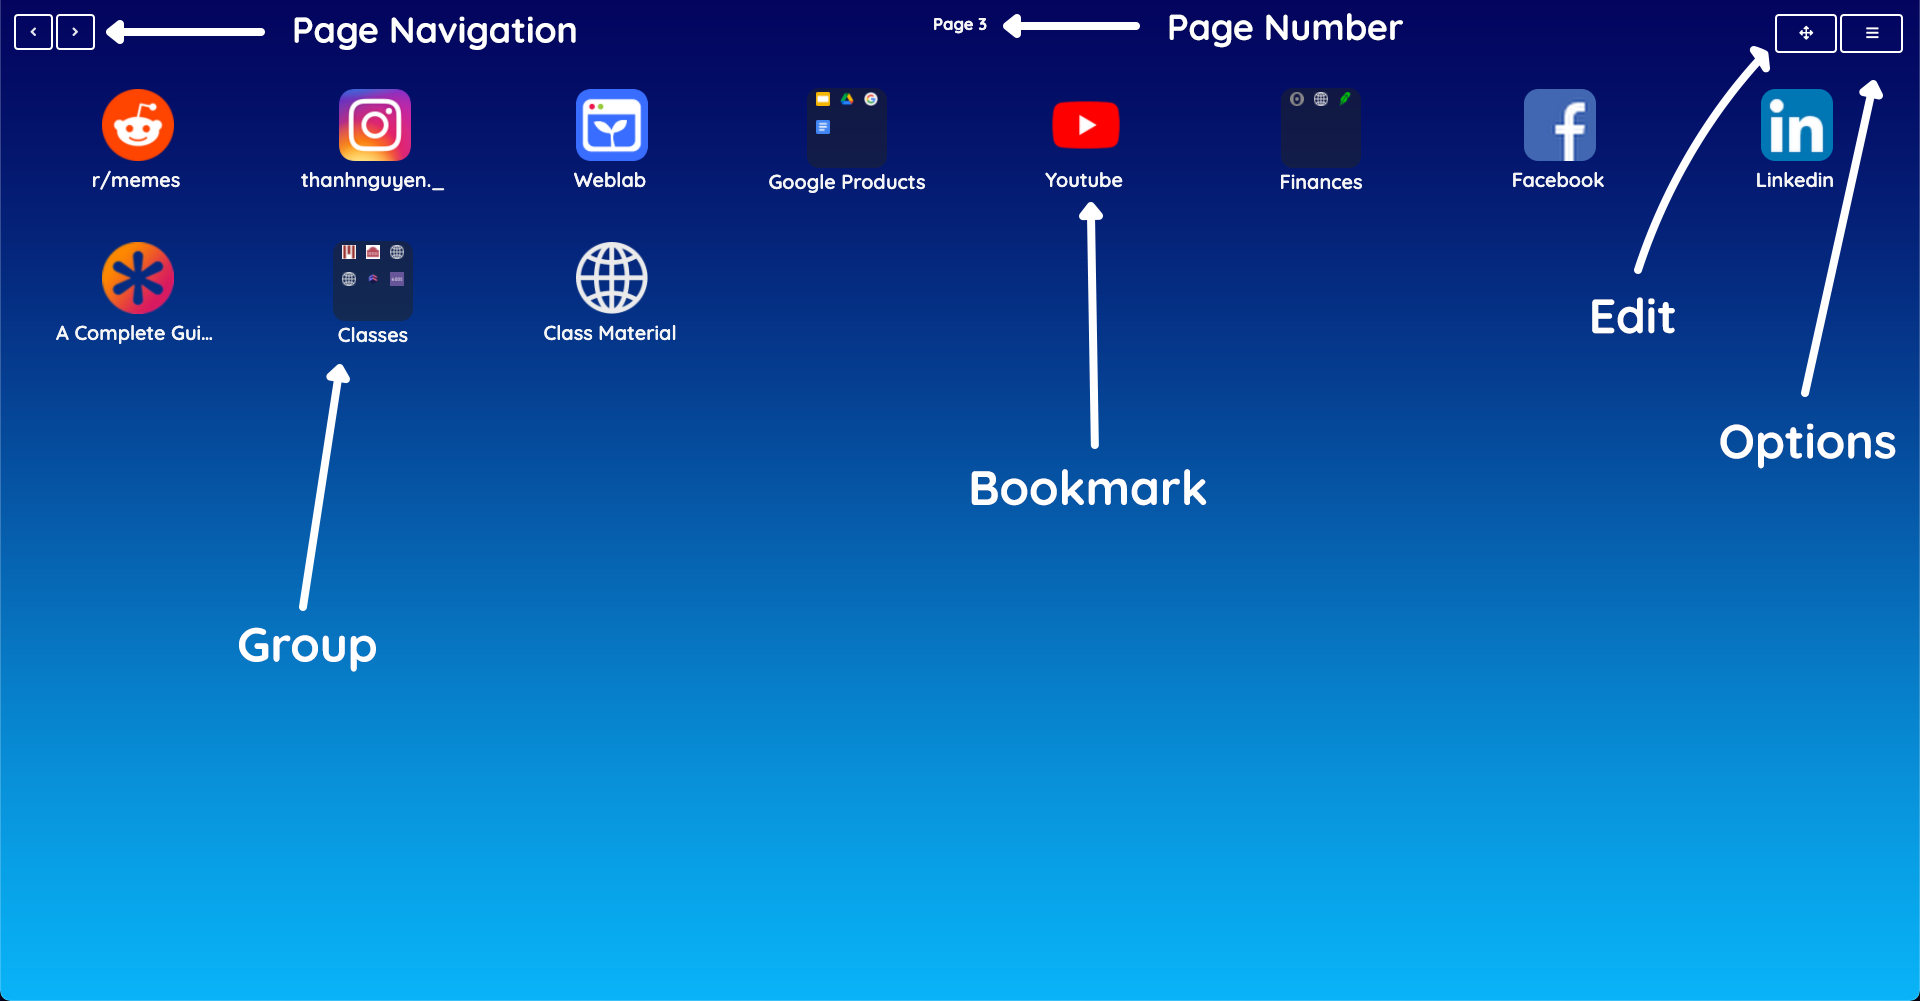 Page Navigation
Page 3
Page Number
r/memes
thanhnguyen._
Weblab
Google Products
Youtube
Finances
Facebook
Linkedin
A Complete Gui...
Classes
Class Material
Edit
Options
Bookmark
Group